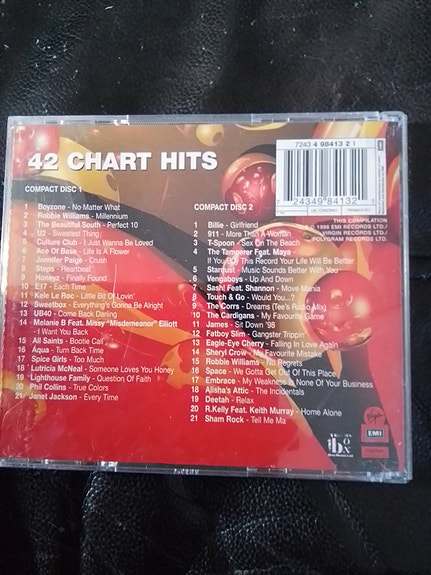 7243 4 98413 2 1
42 CHART HITS
7 24349 84132 1
COMPACT DISC 1
1 Boyzone - No Matter What
2 Robbie Williams - Millennium
3 The Beautiful South - Perfect 10
4 U2 - Sweetest Thing
5 Culture Club - I Just Wanna Be Loved
6 Ace Of Base - Life Is A Flower
7 Jennifer Paige - Crush
8 Steps - Heartbeat
9 Honeyz - Finally Found
10 E17 - Each Time
11 Kele Le Roc - Little Bit Of Lovin'
12 Sweetbox - Everything's Gonna Be Alright
13 UB40 - Come Back Darling
14 Melanie B Feat. Missy "Misdemeanor" Elliott
- I Want You Back
15 All Saints - Bootie Call
16 Aqua - Turn Back Time
17 Spice Girls - Too Much
18 Lutricia McNeal - Someone Loves You Honey
19 Lighthouse Family - Question Of Faith
20 Phil Collins - True Colors
21 Janet Jackson - Every Time
COMPACT DISC 2
1 Billie - Girlfriend
2 911 - More Than A Woman
3 T-Spoon - Sex On The Beach
4 The Tamperer Feat. Maya
If You Buy This Record Your Life Will Be Better
5 Stardust - Music Sounds Better With You
6 Vengaboys - Up And Down
7 Sash! Feat. Shannon - Move Mania
8 Touch & Go - Would You...?
9 The Corrs - Dreams (Tee's Radio Mix)
10 The Cardigans - My Favourite Game
11 James - Sit Down '98
12 Fatboy Slim - Gangster Trippin'
13 Eagle-Eye Cherry - Falling In Love Again
14 Sheryl Crow - My Favourite Mistake
15 Robbie Williams - No Regrets
16 Space - We Gotta Get Out Of This Place
17 Embrace - My Weakness Is None Of Your Business
18 Alisha's Attic - The Incidentals
19 Deetah - Relax
20 R.Kelly Feat. Keith Murray - Home Alone
21 Sham Rock - Tell Me Ma
THIS COMPILATION
1998 EMI RECORDS LTD./
VIRGIN RECORDS LTD./
POLYGRAM RECORDS LTD.
box
Virgin
EMI